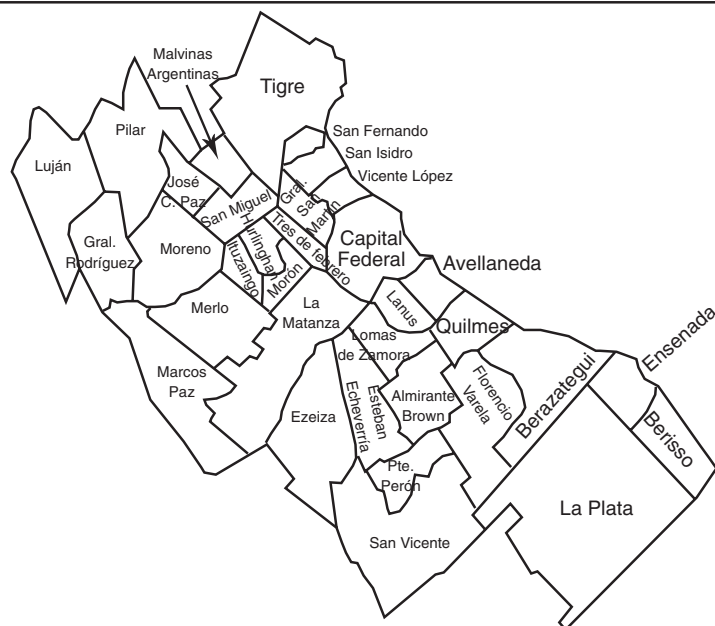 Malvinas
Argentinas
Tigre
Pilar
San Fernando
San Isidro
Luján
Vicente López
José
C. Paz
Gral.
San
Martín
San Miguel
Hurlinghan
Tres de febrero
Capital
Federal
Gral.
Rodríguez
Moreno
Ituzaingo
Morón
Avellaneda
Merlo
La
Matanza
Lanus
Quilmes
Ensenada
Lomas
de Zamora
Marcos
Paz
Berazategui
Florencio
Varela
Ezeiza
Esteban
Echeverría
Almirante
Brown
Berisso
Pte.
Perón
La Plata
San Vicente